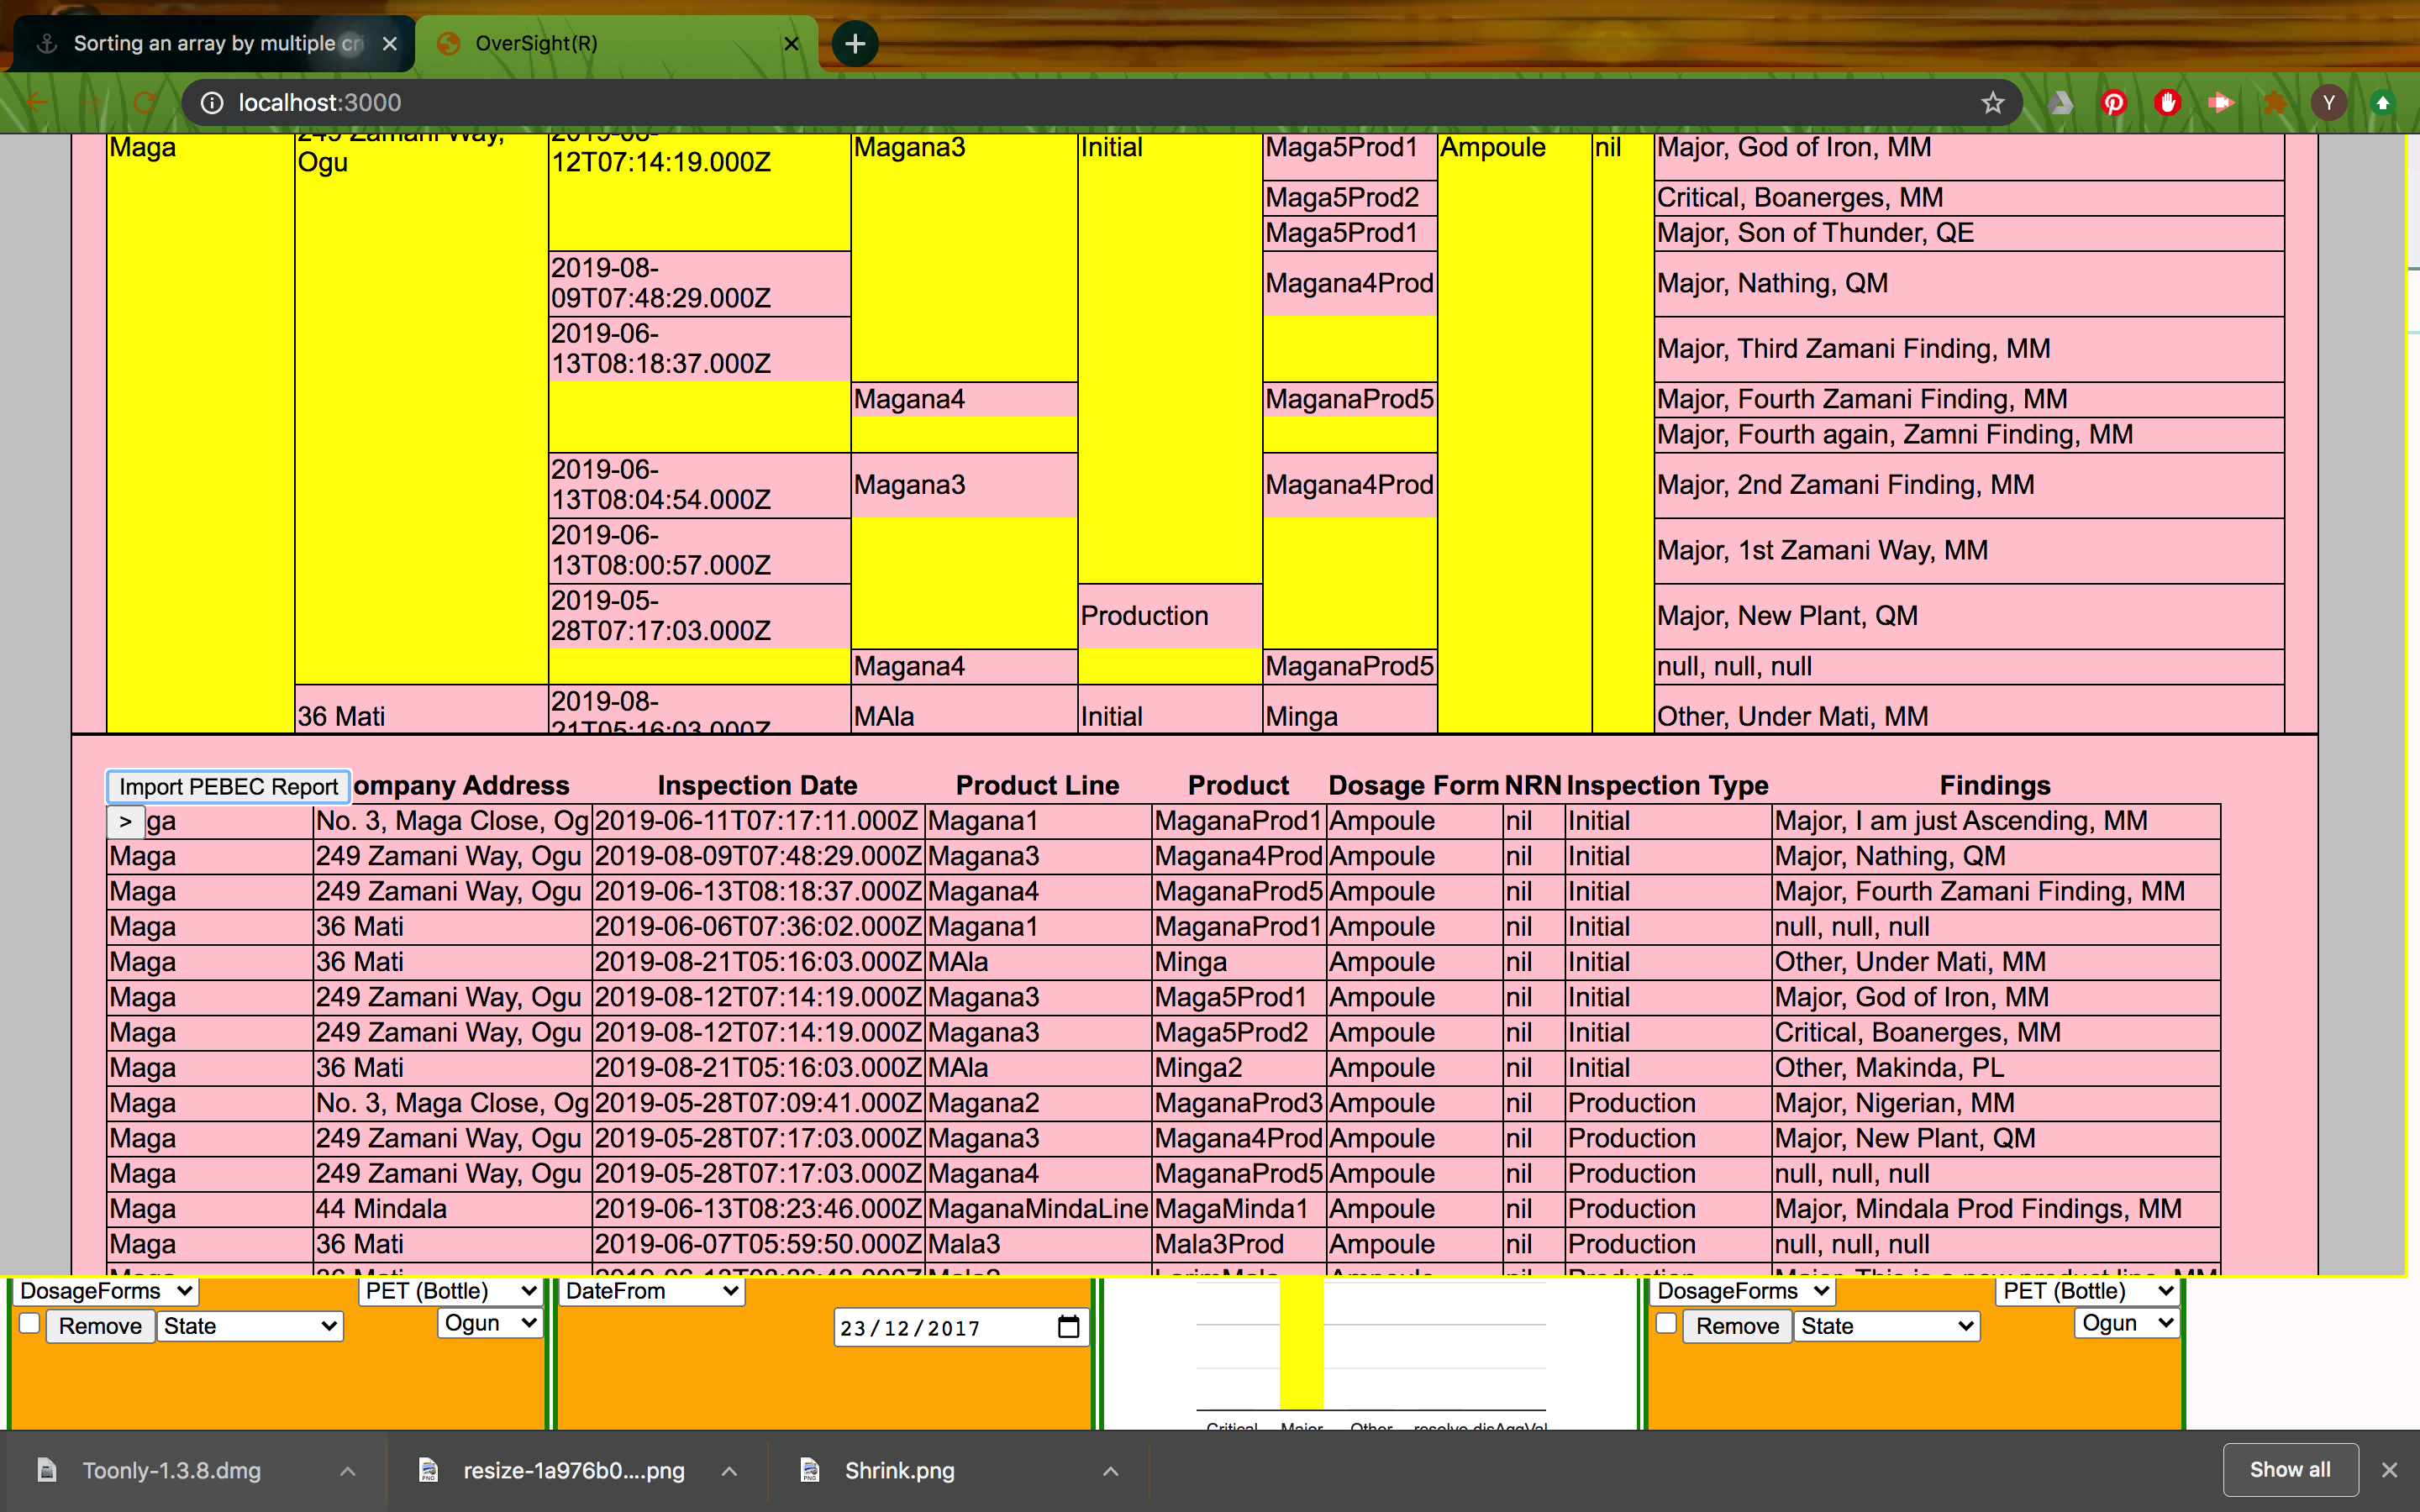 Sorting an array by multiple cri
OverSight(R)
localhost:3000
Y
Maga
249 Zamani Way,
Ogu
2019-08-
12T07:14:19.000Z
Magana3
Initial
Maga5Prod1
Ampoule
nil
Major, God of Iron, MM
Maga5Prod2
Critical, Boanerges, MM
Maga5Prod1
Major, Son of Thunder, QE
2019-08-
09T07:48:29.000Z
Magana4Prod
Major, Nathing, QM
2019-06-
13T08:18:37.000Z
Major, Third Zamani Finding, MM
Magana4
MaganaProd5
Major, Fourth Zamani Finding, MM
Major, Fourth again, Zamni Finding, MM
2019-06-
13T08:04:54.000Z
Magana3
Magana4Prod
Major, 2nd Zamani Finding, MM
2019-06-
13T08:00:57.000Z
Major, 1st Zamani Way, MM
2019-05-
28T07:17:03.000Z
Production
Major, New Plant, QM
Magana4
MaganaProd5
null, null, null
36 Mati
2019-08-
21T05:16:03.000Z
MAla
Initial
Minga
Other, Under Mati, MM
Import PEBEC Report ompany Address Inspection Date Product Line Product Dosage Form NRN Inspection Type Findings
> ga No. 3, Maga Close, Og 2019-06-11T07:17:11.000Z Magana1 MaganaProd1 Ampoule nil Initial Major, I am just Ascending, MM
Maga 249 Zamani Way, Ogu 2019-08-09T07:48:29.000Z Magana3 Magana4Prod Ampoule nil Initial Major, Nathing, QM
Maga 249 Zamani Way, Ogu 2019-06-13T08:18:37.000Z Magana4 MaganaProd5 Ampoule nil Initial Major, Fourth Zamani Finding, MM
Maga 36 Mati 2019-06-06T07:36:02.000Z Magana1 MaganaProd1 Ampoule nil Initial null, null, null
Maga 36 Mati 2019-08-21T05:16:03.000Z MAla Minga Ampoule nil Initial Other, Under Mati, MM
Maga 249 Zamani Way, Ogu 2019-08-12T07:14:19.000Z Magana3 Maga5Prod1 Ampoule nil Initial Major, God of Iron, MM
Maga 249 Zamani Way, Ogu 2019-08-12T07:14:19.000Z Magana3 Maga5Prod2 Ampoule nil Initial Critical, Boanerges, MM
Maga 36 Mati 2019-08-21T05:16:03.000Z MAla Minga2 Ampoule nil Initial Other, Makinda, PL
Maga No. 3, Maga Close, Og 2019-05-28T07:09:41.000Z Magana2 MaganaProd3 Ampoule nil Production Major, Nigerian, MM
Maga 249 Zamani Way, Ogu 2019-05-28T07:17:03.000Z Magana3 Magana4Prod Ampoule nil Production Major, New Plant, QM
Maga 249 Zamani Way, Ogu 2019-05-28T07:17:03.000Z Magana4 MaganaProd5 Ampoule nil Production null, null, null
Maga 44 Mindala 2019-06-13T08:23:46.000Z MaganaMindaLine MagaMinda1 Ampoule nil Production Major, Mindala Prod Findings, MM
Maga 36 Mati 2019-06-07T05:59:50.000Z Mala3 Mala3Prod Ampoule nil Production null, null, null
DosageForms PET (Bottle) DateFrom DosageForms PET (Bottle)
Remove State Ogun 23/12/2017 Remove State Ogun
Critical Major Other resolve disAggVal
Toonly-1.3.8.dmg resize-1a976b0....png Shrink.png Show all